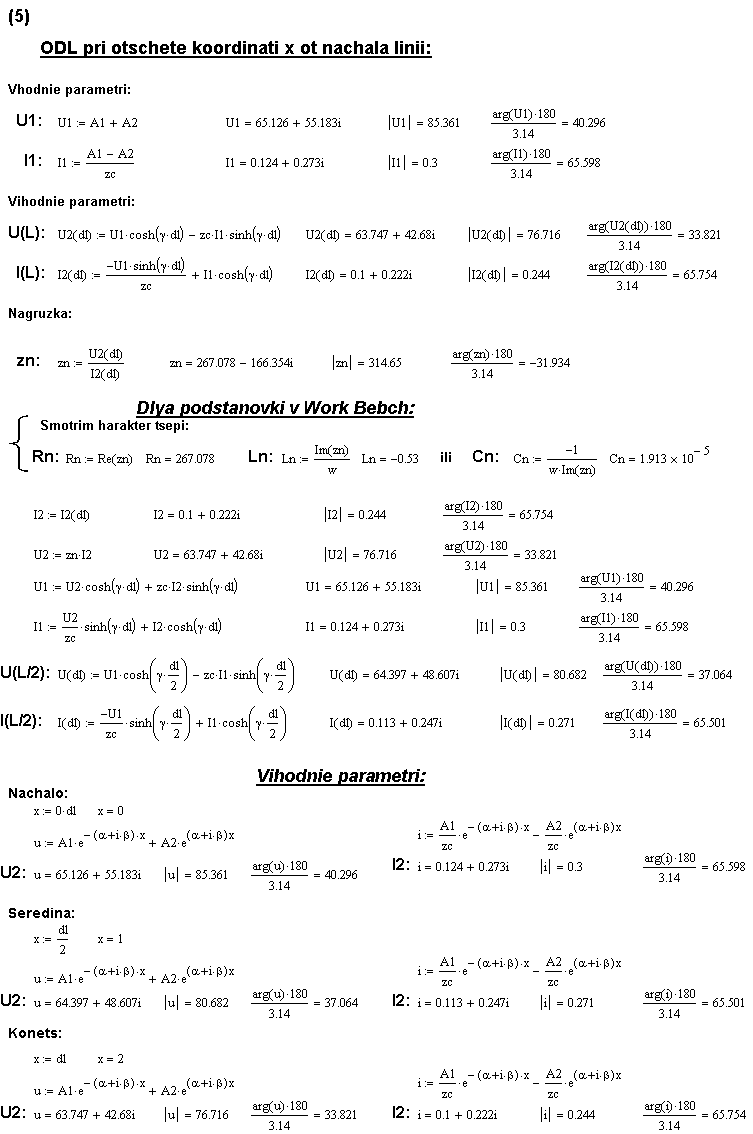 (5)
ODL pri otschete koordinati x ot nachala linii:
Vhodnie parametri:
U1: U1 := A1 + A2 U1 = 65.126 + 55.183i |U1| = 85.361 arg(U1)·180/3.14 = 40.296
I1: I1 := (A1 − A2)/zc I1 = 0.124 + 0.273i |I1| = 0.3 arg(I1)·180/3.14 = 65.598
Vihodnie parametri:
U(L): U2(dl) := U1·cosh(γ·dl) − zc·I1·sinh(γ·dl) U2(dl) = 63.747 + 42.68i |U2(dl)| = 76.716 arg(U2(dl))·180/3.14 = 33.821
I(L): I2(dl) := −U1·sinh(γ·dl)/zc + I1·cosh(γ·dl) I2(dl) = 0.1 + 0.222i |I2(dl)| = 0.244 arg(I2(dl))·180/3.14 = 65.754
Nagruzka:
zn: zn := U2(dl)/I2(dl) zn = 267.078 − 166.354i |zn| = 314.65 arg(zn)·180/3.14 = −31.934
Dlya podstanovki v Work Bebch:
Smotrim harakter tsepi:
Rn: Rn := Re(zn) Rn = 267.078 Ln: Ln := Im(zn)/w Ln = −0.53 ili Cn: Cn := −1/(w·Im(zn)) Cn = 1.913 × 10^−5
I2 := I2(dl) I2 = 0.1 + 0.222i |I2| = 0.244 arg(I2)·180/3.14 = 65.754
U2 := zn·I2 U2 = 63.747 + 42.68i |U2| = 76.716 arg(U2)·180/3.14 = 33.821
U1 := U2·cosh(γ·dl) + zc·I2·sinh(γ·dl) U1 = 65.126 + 55.183i |U1| = 85.361 arg(U1)·180/3.14 = 40.296
I1 := U2/zc·sinh(γ·dl) + I2·cosh(γ·dl) I1 = 0.124 + 0.273i |I1| = 0.3 arg(I1)·180/3.14 = 65.598
U(L/2): U(dl) := U1·cosh(γ·dl/2) − zc·I1·sinh(γ·dl/2) U(dl) = 64.397 + 48.607i |U(dl)| = 80.682 arg(U(dl))·180/3.14 = 37.064
I(L/2): I(dl) := −U1/zc·sinh(γ·dl/2) + I1·cosh(γ·dl/2) I(dl) = 0.113 + 0.247i |I(dl)| = 0.271 arg(I(dl))·180/3.14 = 65.501
Vihodnie parametri:
Nachalo:
x := 0·dl x = 0
u := A1·e^−(α+i·β)·x + A2·e^(α+i·β)x i := A1/zc·e^−(α+i·β)·x − A2/zc·e^(α+i·β)x
U2: u = 65.126 + 55.183i |u| = 85.361 arg(u)·180/3.14 = 40.296 I2: i = 0.124 + 0.273i |i| = 0.3 arg(i)·180/3.14 = 65.598
Seredina:
x := dl/2 x = 1
u := A1·e^−(α+i·β)·x + A2·e^(α+i·β)x i := A1/zc·e^−(α+i·β)·x − A2/zc·e^(α+i·β)x
U2: u = 64.397 + 48.607i |u| = 80.682 arg(u)·180/3.14 = 37.064 I2: i = 0.113 + 0.247i |i| = 0.271 arg(i)·180/3.14 = 65.501
Konets:
x := dl x = 2
u := A1·e^−(α+i·β)·x + A2·e^(α+i·β)x i := A1/zc·e^−(α+i·β)·x − A2/zc·e^(α+i·β)x
U2: u = 63.747 + 42.68i |u| = 76.716 arg(u)·180/3.14 = 33.821 I2: i = 0.1 + 0.222i |i| = 0.244 arg(i)·180/3.14 = 65.754